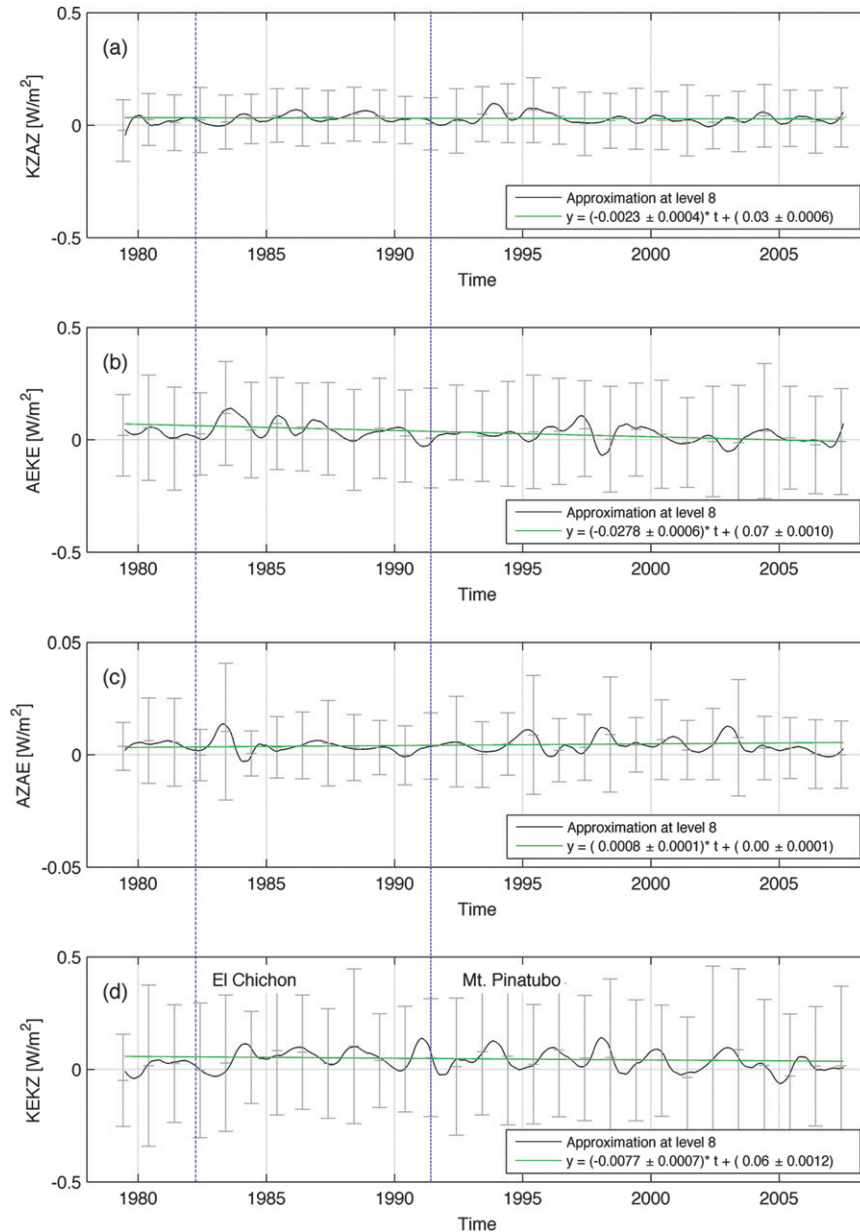 0.5
(a)
KZAZ [W/m²]
0
Approximation at level 8
y = (-0.0023 ± 0.0004)* t + ( 0.03 ± 0.0006)
-0.5
1980 1985 1990 1995 2000 2005
Time
0.5
(b)
AEKE [W/m²]
0
Approximation at level 8
y = (-0.0278 ± 0.0006)* t + ( 0.07 ± 0.0010)
-0.5
1980 1985 1990 1995 2000 2005
Time
0.05
(c)
AZAE [W/m²]
0
Approximation at level 8
y = ( 0.0008 ± 0.0001)* t + ( 0.00 ± 0.0001)
-0.05
1980 1985 1990 1995 2000 2005
Time
0.5
El Chichon Mt. Pinatubo
(d)
KEKZ [W/m²]
0
Approximation at level 8
y = (-0.0077 ± 0.0007)* t + ( 0.06 ± 0.0012)
-0.5
1980 1985 1990 1995 2000 2005
Time